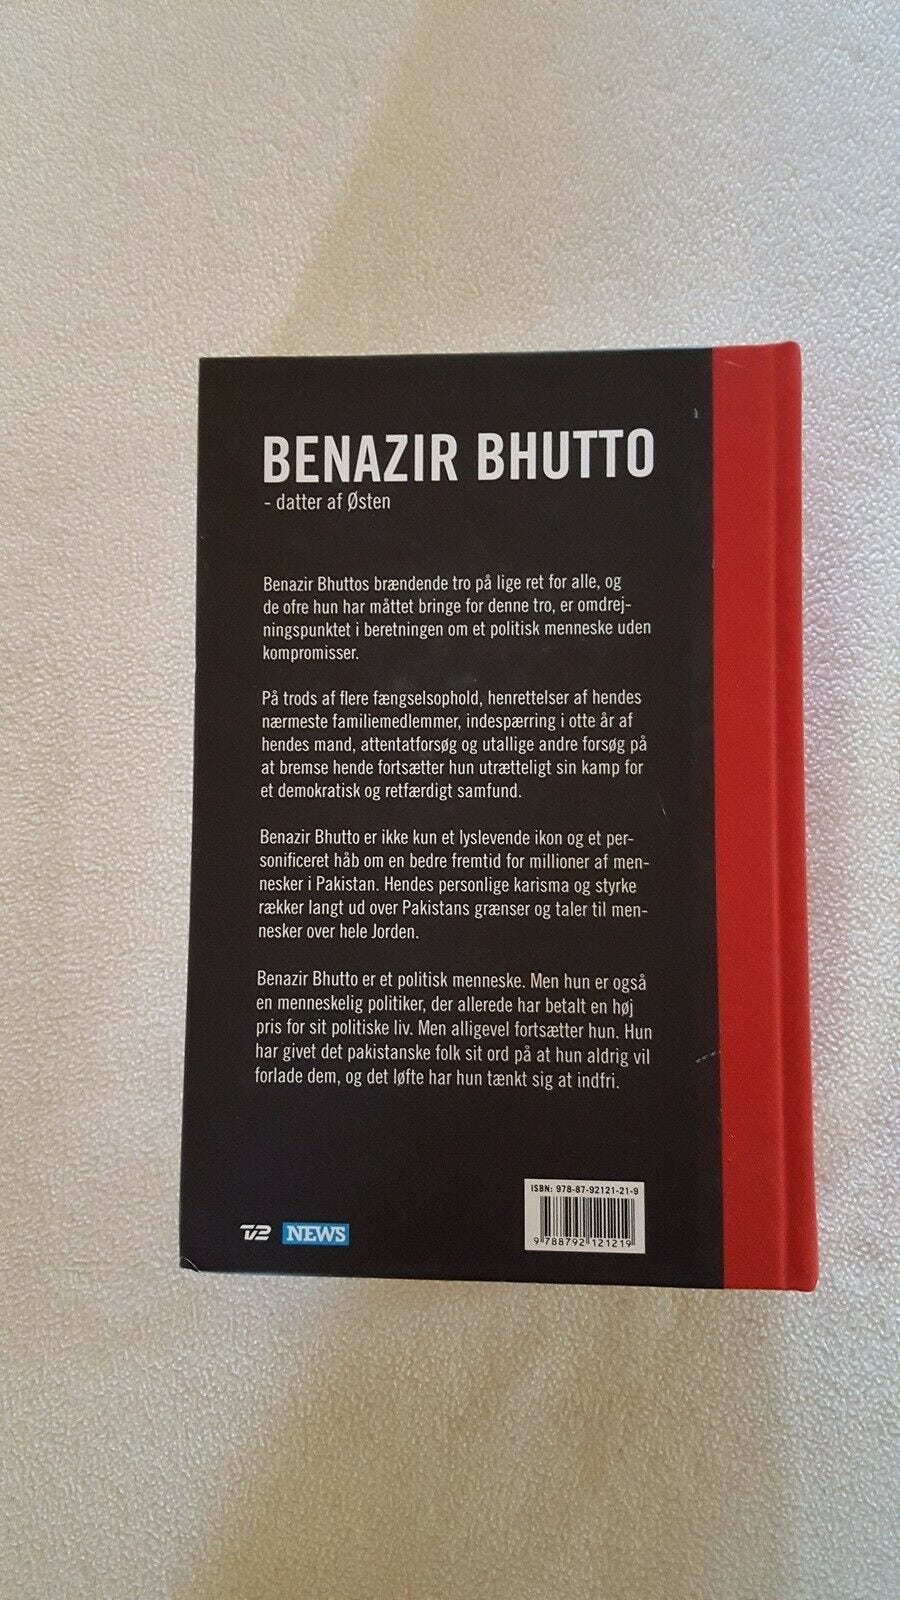 BENAZIR BHUTTO
- datter af Østen
Benazir Bhuttos brændende tro på lige ret for alle, og
de ofre hun har måttet bringe for denne tro, er omdrej-
ningspunktet i beretningen om et politisk menneske uden
kompromisser.
På trods af flere fængselsophold, henrettelser af hendes
nærmeste familiemedlemmer, indespærring i otte år af
hendes mand, attentatforsøg og utallige andre forsøg på
at bremse hende fortsætter hun utrætteligt sin kamp for
et demokratisk og retfærdigt samfund.
Benazir Bhutto er ikke kun et lyslevende ikon og et per-
sonificeret håb om en bedre fremtid for millioner af men-
nesker i Pakistan. Hendes personlige karisma og styrke
rækker langt ud over Pakistans grænser og taler til men-
nesker over hele Jorden.
Benazir Bhutto er et politisk menneske. Men hun er også
en menneskelig politiker, der allerede har betalt en høj
pris for sit politiske liv. Men alligevel fortsætter hun. Hun
har givet det pakistanske folk sit ord på at hun aldrig vil
forlade dem, og det løfte har hun tænkt sig at indfri.
ISBN: 978-87-92121-21-9
9 788792 121219
TV2 NEWS